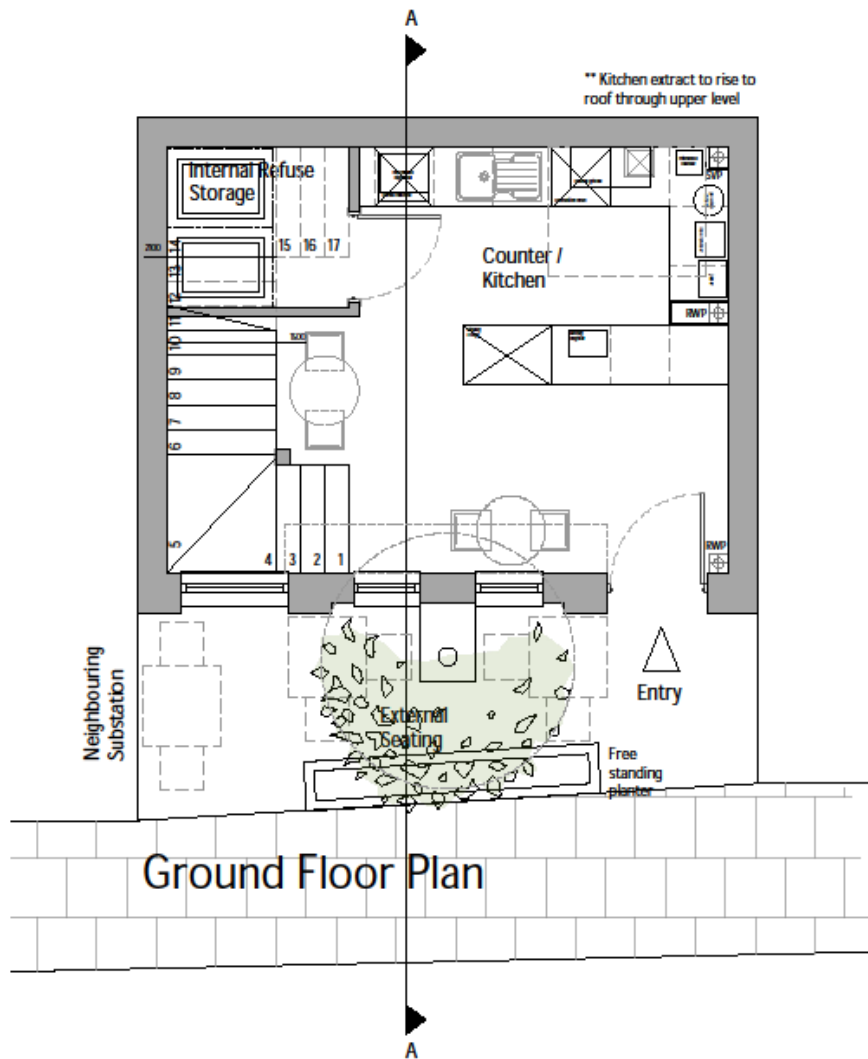 A
** Kitchen extract to rise to
roof through upper level
Internal Refuse
Storage
SVP
2100
14
15
16
17
13
12
Counter /
Kitchen
RWP
11
10
1500
9
8
7
6
5
4
3
2
1
RWP
Neighbouring
Substation
Entry
External
Seating
Free
standing
planter
Ground Floor Plan
A